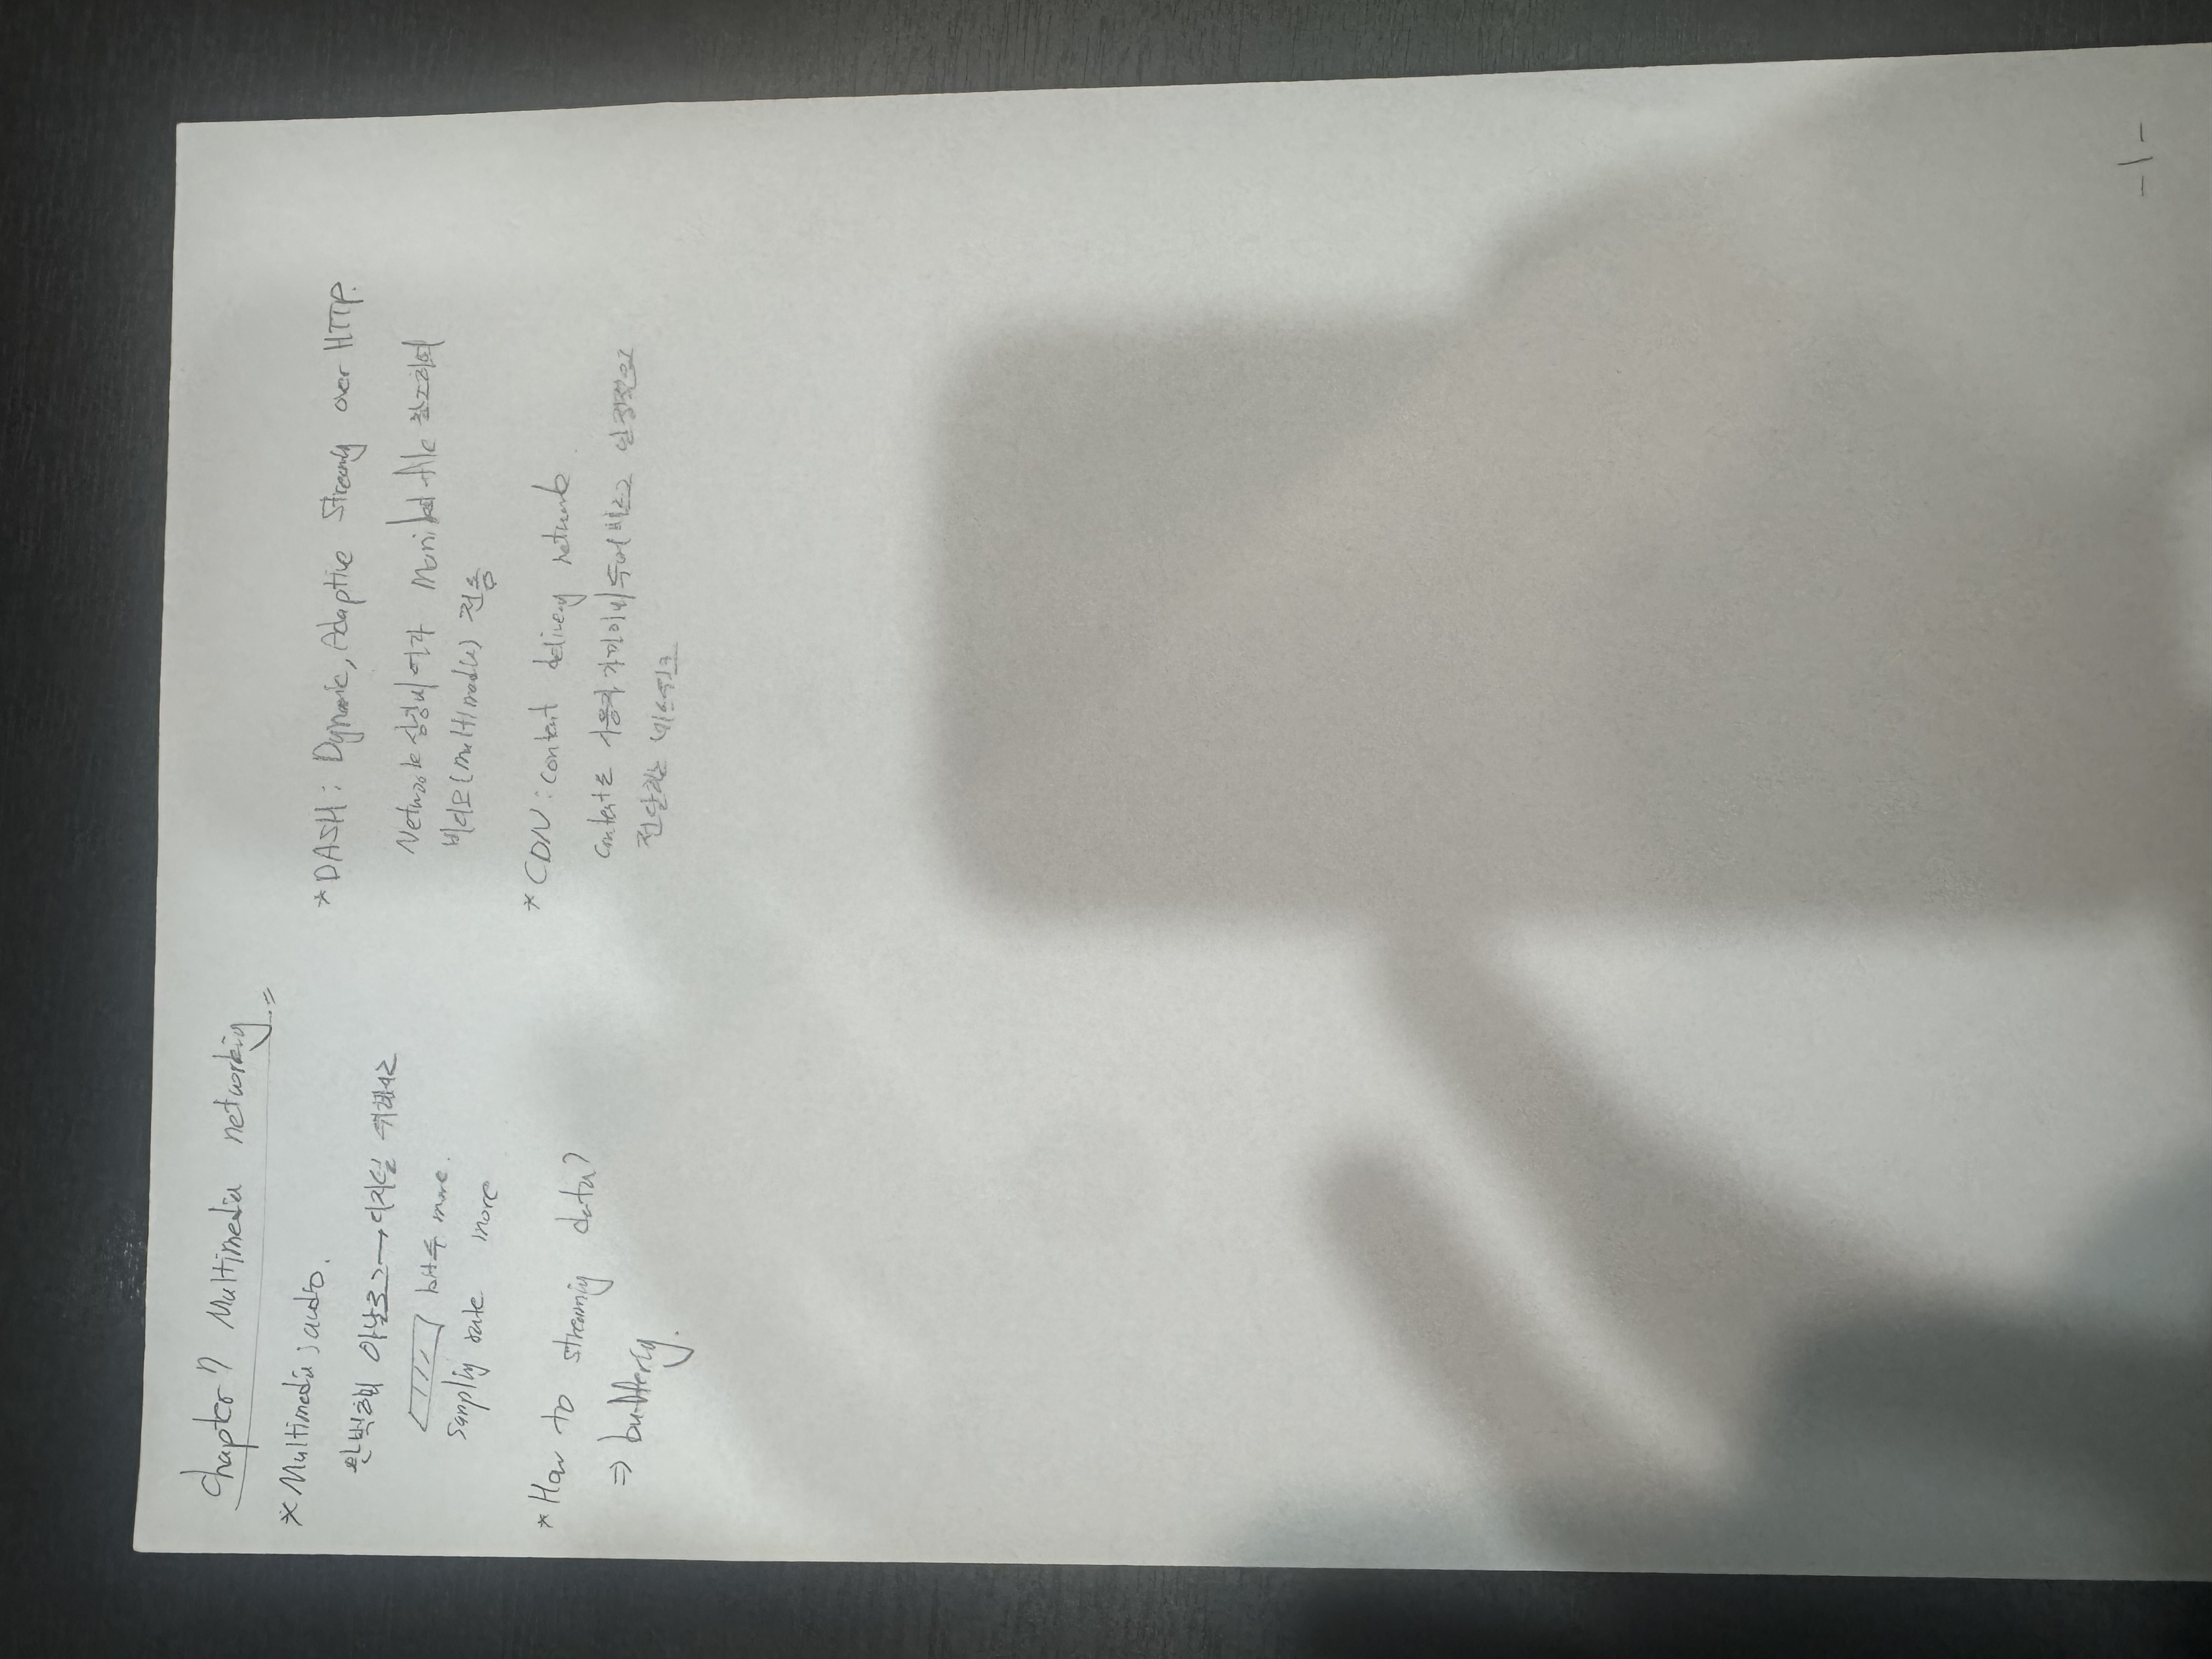 Chapter 7 Multimedia networking
* Multimedia ; audio.
완벽하게 아날로그 → 디지털 위해서는
bit수 more.
Sampling rate more
* How to streaming data?
⇒ buffering.
* DASH : Dynamic, Adaptive Streaming over HTTP.
Network 상황에 따라 file 참조하여
비디오(multimedia) 전송
* CDN : content delivery network.
content를 사용자 가까이에 두어 빠르고 안정적으로
전달하는 네트워크
-1-